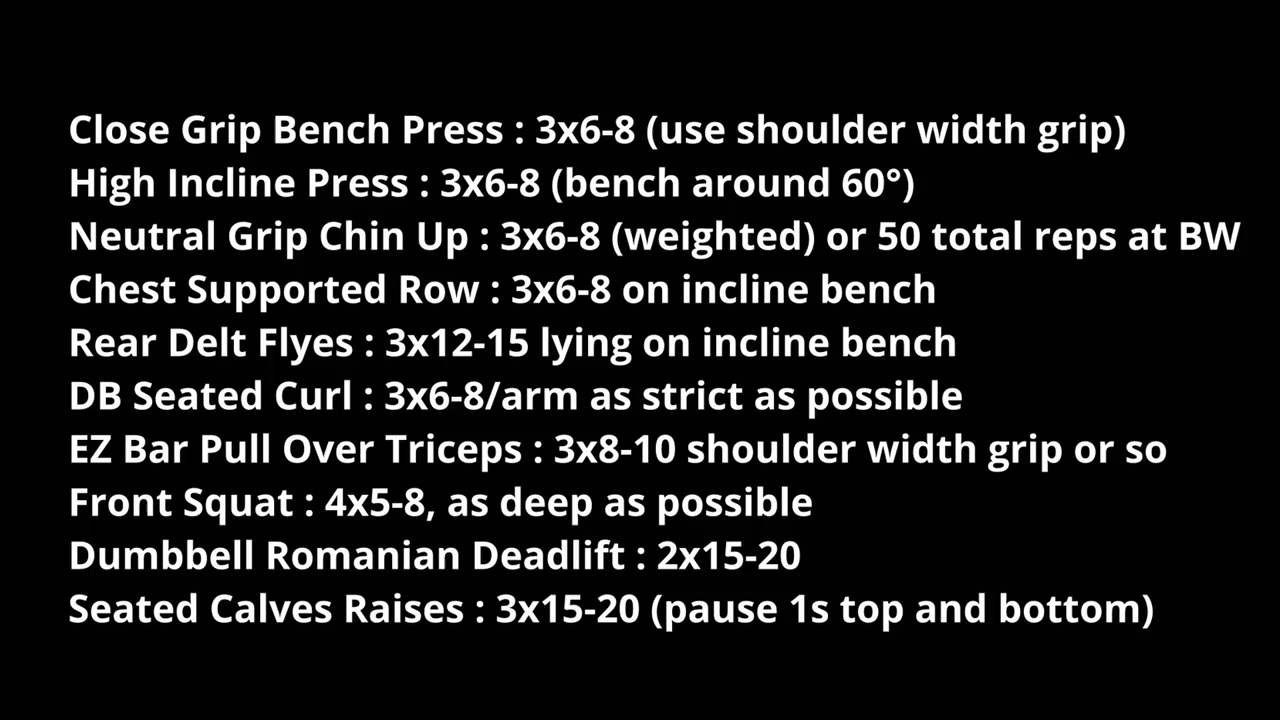 Close Grip Bench Press : 3x6-8 (use shoulder width grip)
High Incline Press : 3x6-8 (bench around 60°)
Neutral Grip Chin Up : 3x6-8 (weighted) or 50 total reps at BW
Chest Supported Row : 3x6-8 on incline bench
Rear Delt Flyes : 3x12-15 lying on incline bench
DB Seated Curl : 3x6-8/arm as strict as possible
EZ Bar Pull Over Triceps : 3x8-10 shoulder width grip or so
Front Squat : 4x5-8, as deep as possible
Dumbbell Romanian Deadlift : 2x15-20
Seated Calves Raises : 3x15-20 (pause 1s top and bottom)